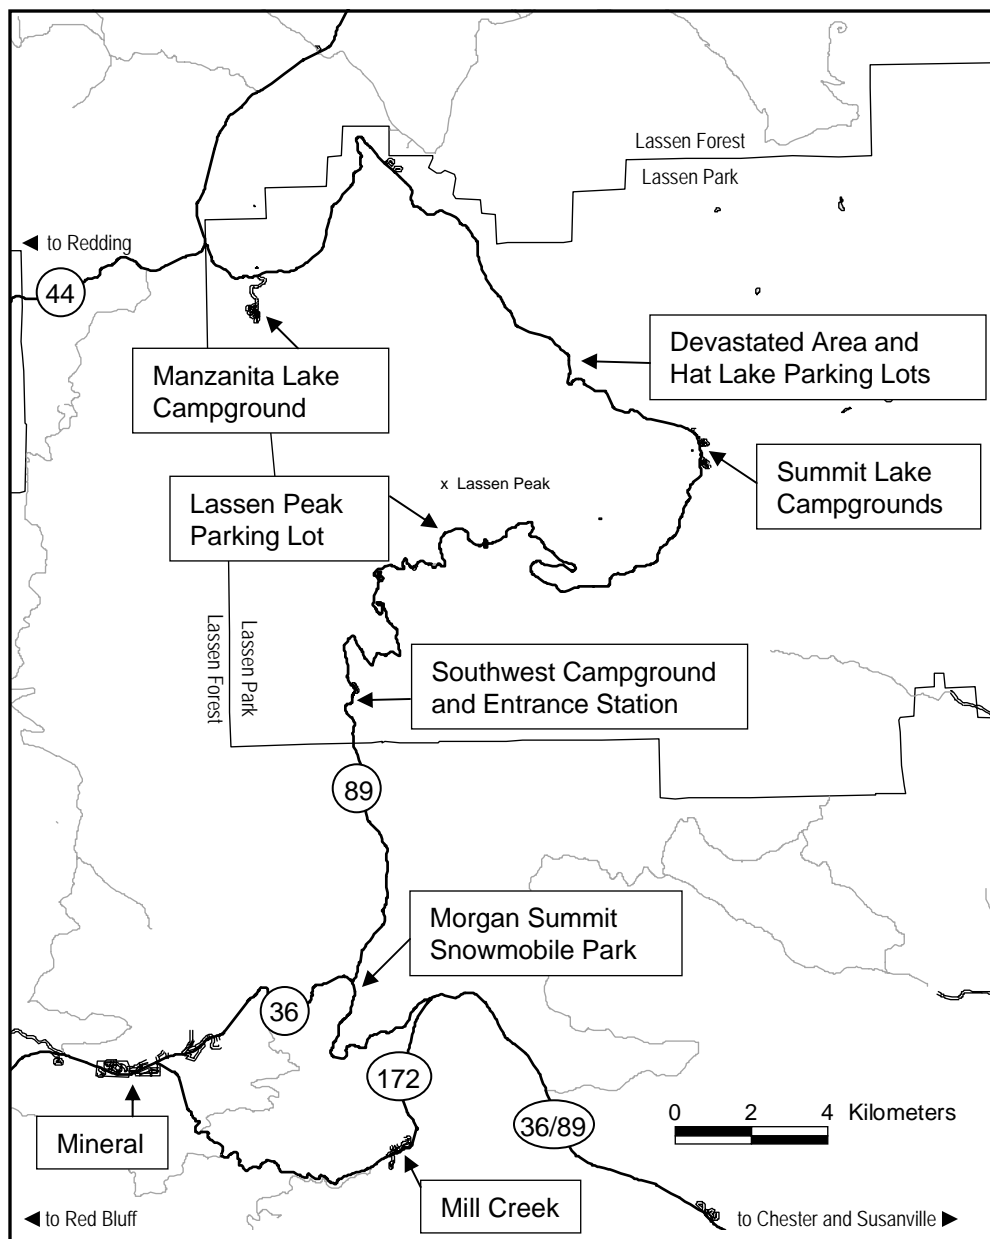 Lassen Forest
Lassen Park
◄ to Redding
44
Devastated Area and
Hat Lake Parking Lots
Manzanita Lake
Campground
Summit Lake
Campgrounds
x Lassen Peak
Lassen Peak
Parking Lot
Lassen Forest
Lassen Park
Southwest Campground
and Entrance Station
89
Morgan Summit
Snowmobile Park
36
172
36/89
0 2 4 Kilometers
Mineral
Mill Creek
◄ to Red Bluff
to Chester and Susanville ►